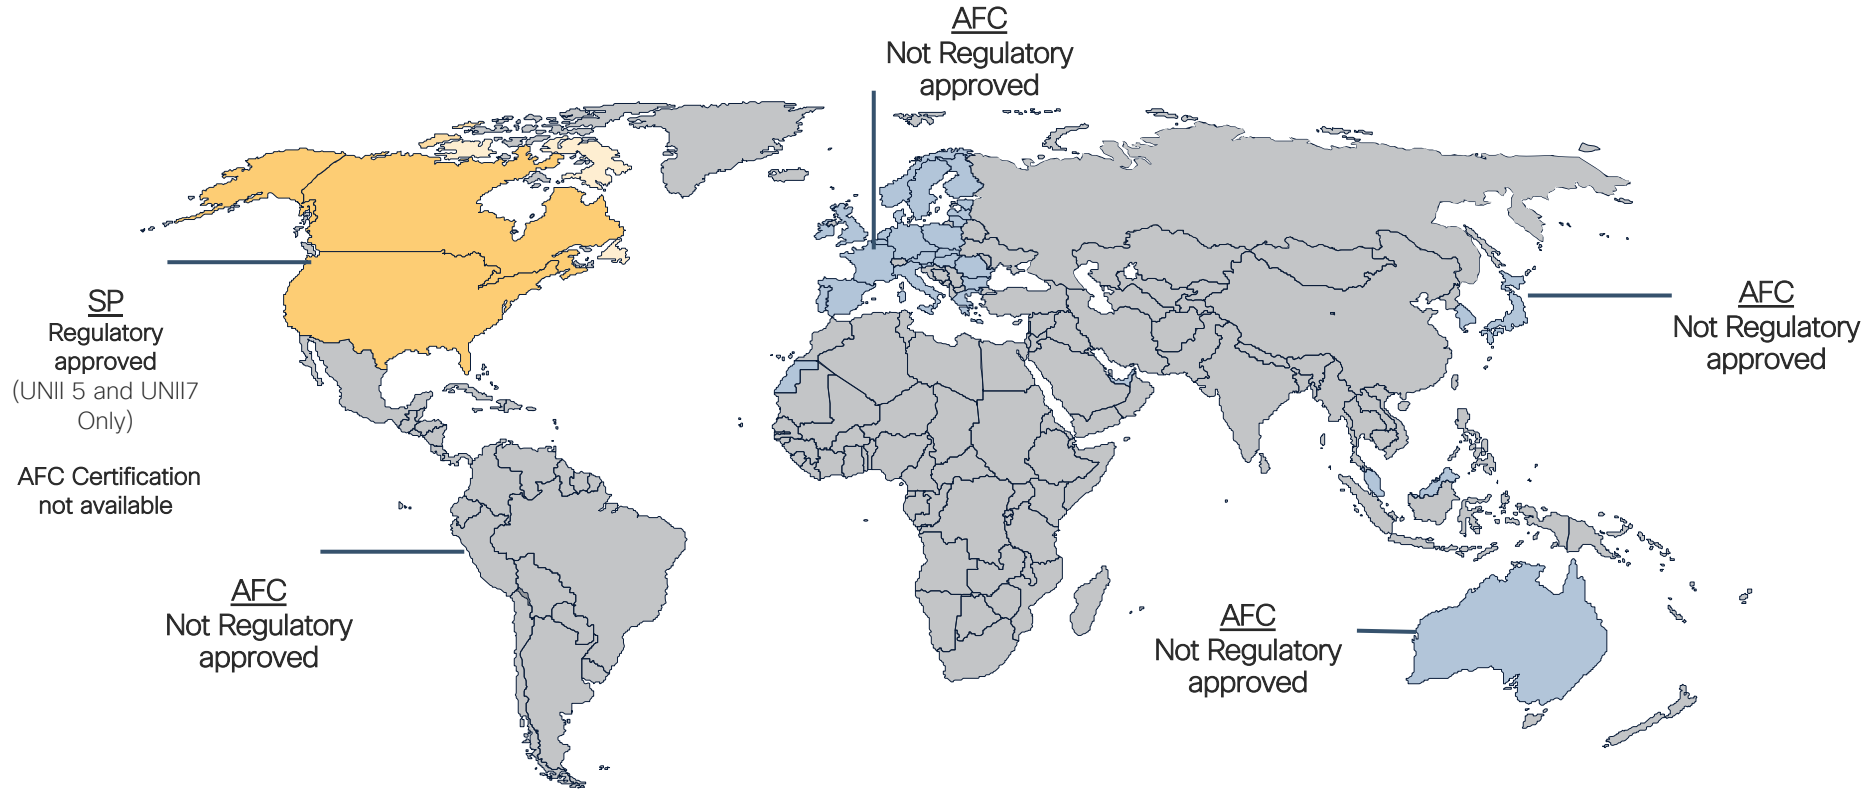 AFC
Not Regulatory
approved
SP
Regulatory
approved
(UNII 5 and UNII7
Only)
AFC Certification
not available
AFC
Not Regulatory
approved
AFC
Not Regulatory
approved
AFC
Not Regulatory
approved